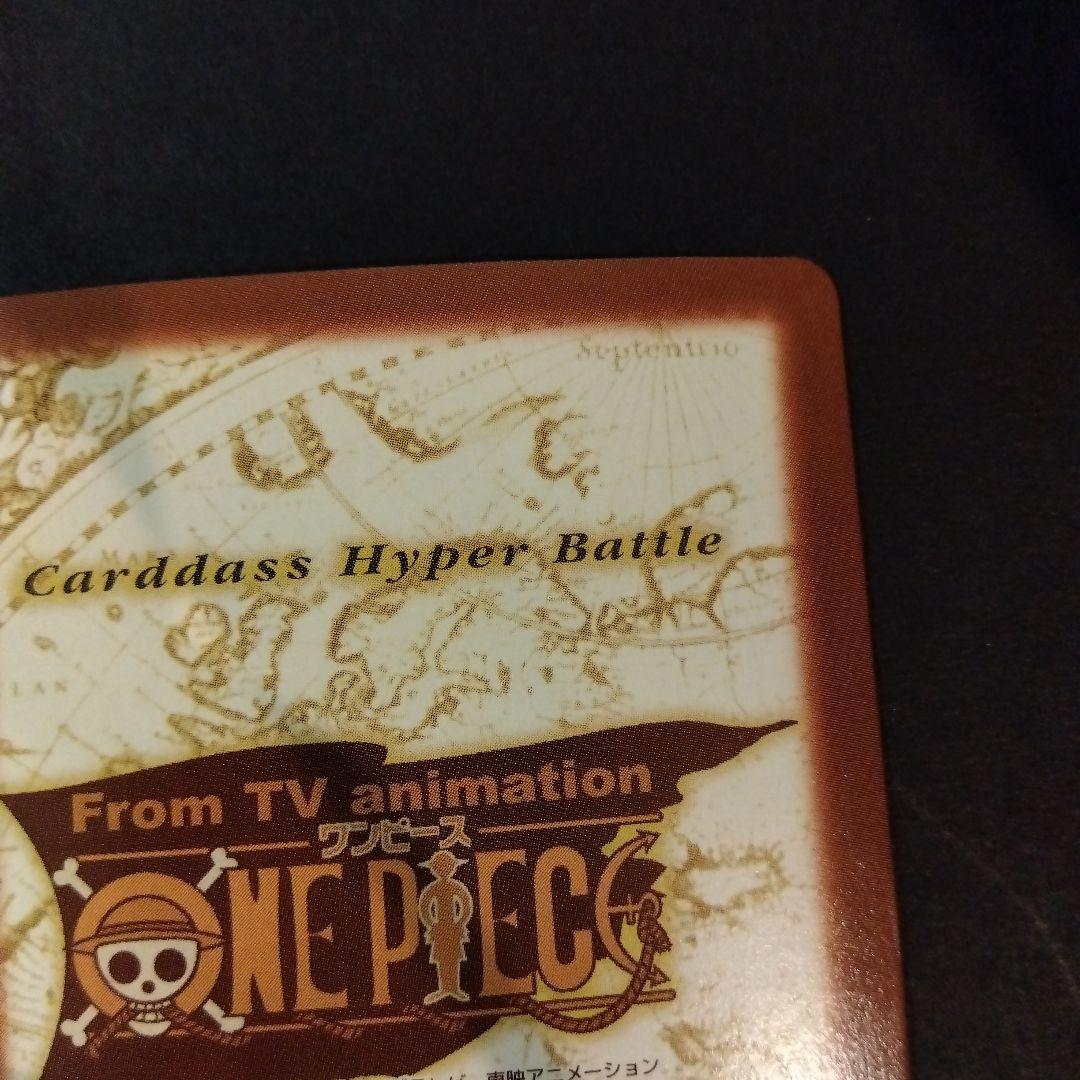 Septentrio
Carddass Hyper Battle
LAN
From TV animation
ワンピース
ONE PIECE
東映アニメーション